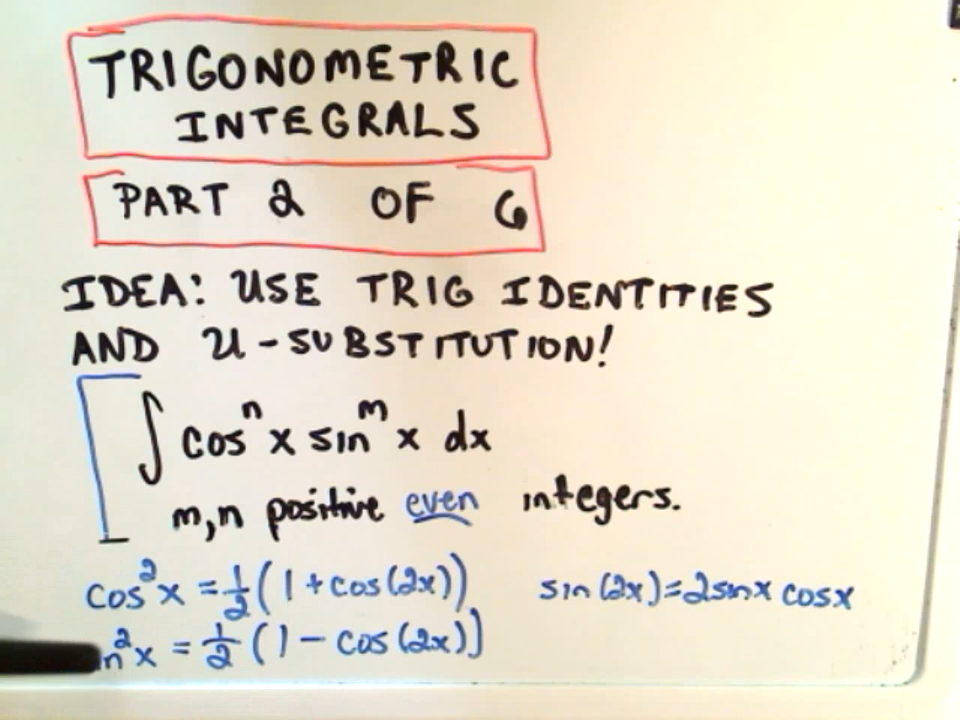 TRIGONOMETRIC
INTEGRALS
PART 2 OF 6
IDEA: USE TRIG IDENTITIES
AND U-SUBSTITUTION!
∫ cosⁿx sinᵐx dx
m,n positive even integers.
cos²x = 1/2 (1 + cos(2x)) sin(2x) = 2sinx cosx
n²x = 1/2 (1 - cos(2x))